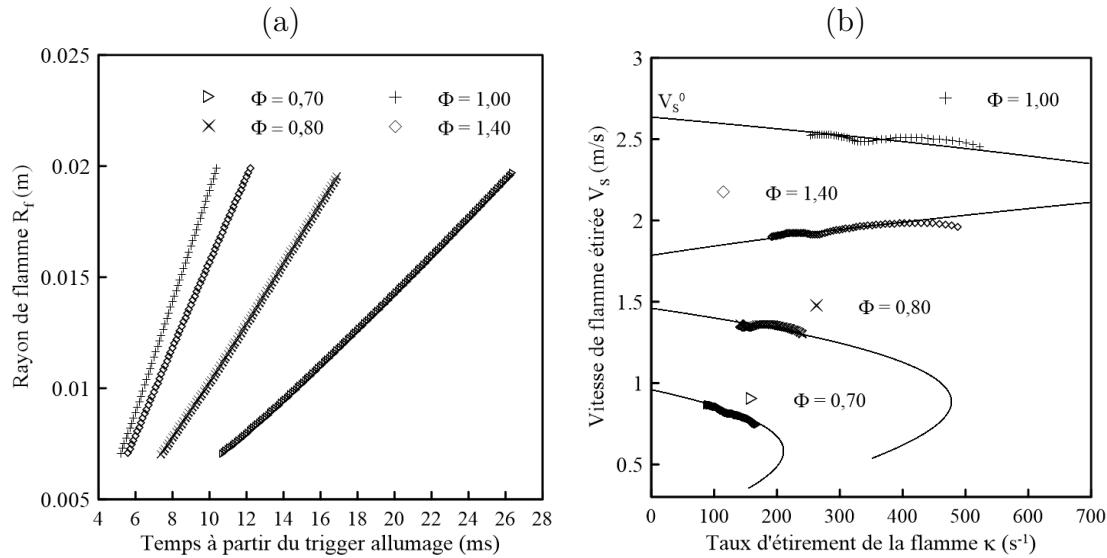 (a)
0.025
0.02
0.015
0.01
0.005
Rayon de flamme R_f (m)
Φ = 0,70
Φ = 1,00
Φ = 0,80
Φ = 1,40
4 6 8 10 12 14 16 18 20 22 24 26 28
Temps à partir du trigger allumage (ms)
(b)
3
2.5
2
1.5
1
0.5
Vitesse de flamme étirée V_s (m/s)
V_s⁰
Φ = 1,00
Φ = 1,40
Φ = 0,80
Φ = 0,70
0 100 200 300 400 500 600 700
Taux d'étirement de la flamme κ (s⁻¹)